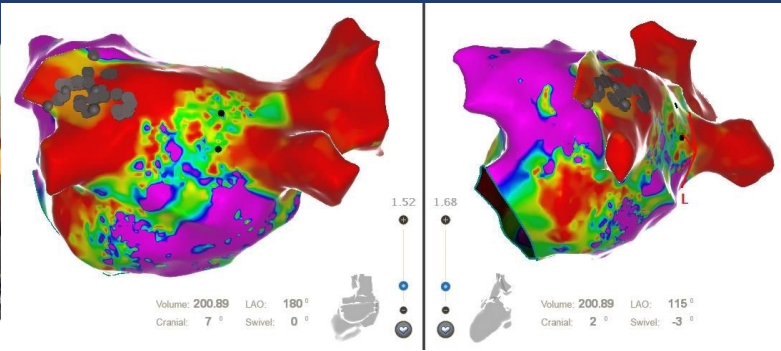 1.52
1.68
L
Volume: 200.89 LAO: 180 °
Cranial: 7 ° Swivel: 0 °
Volume: 200.89 LAO: 115 °
Cranial: 2 ° Swivel: -3 °